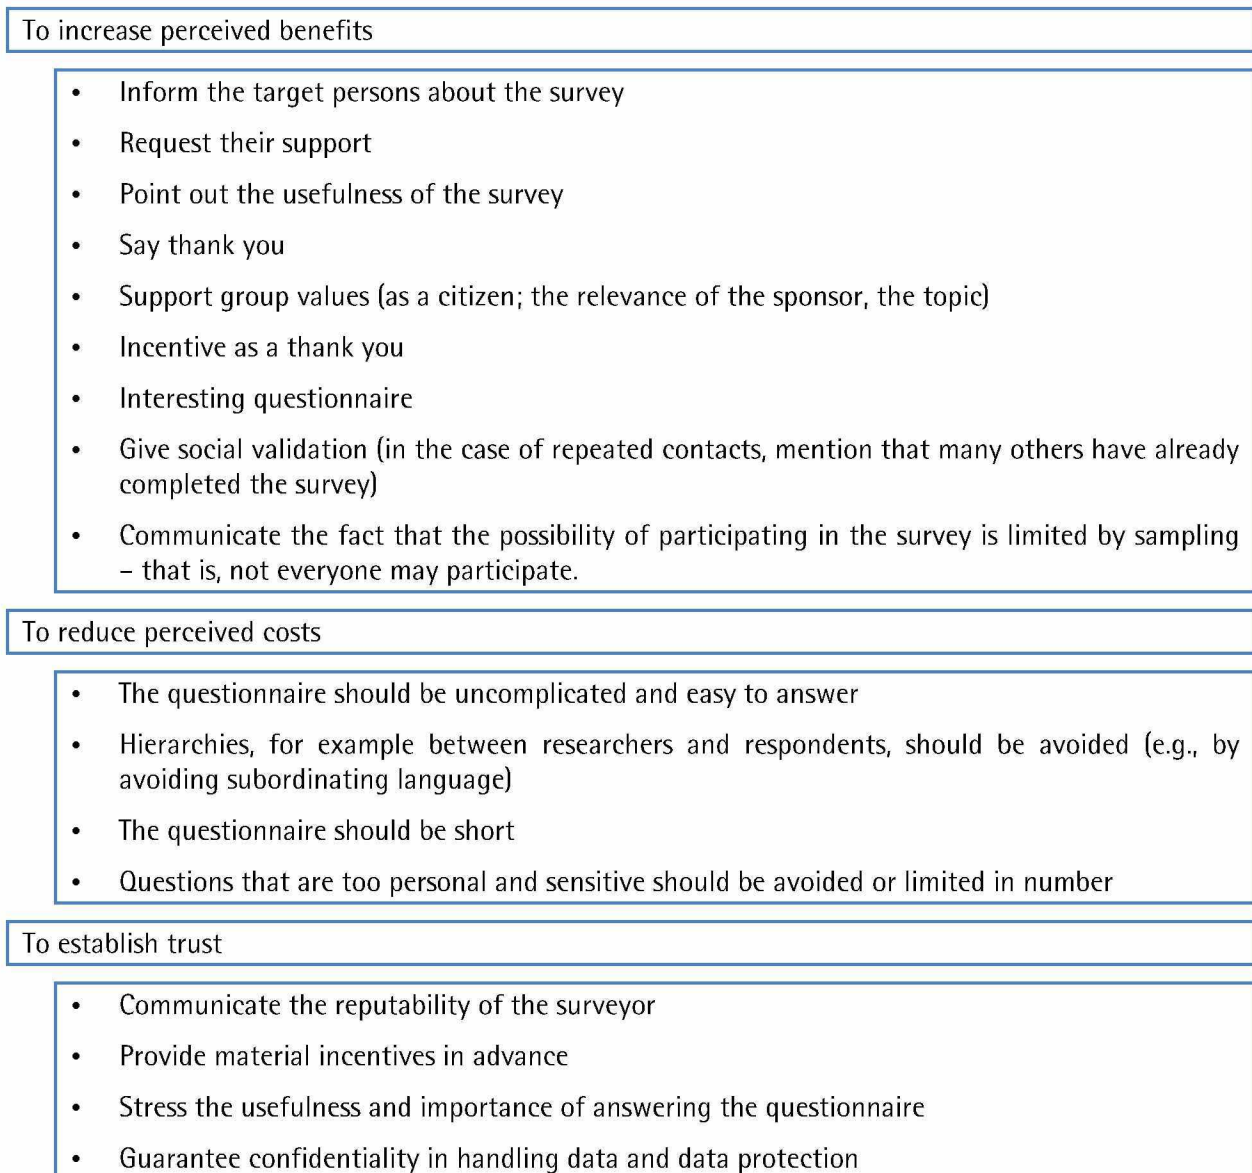 To increase perceived benefits
• Inform the target persons about the survey
• Request their support
• Point out the usefulness of the survey
• Say thank you
• Support group values (as a citizen; the relevance of the sponsor, the topic)
• Incentive as a thank you
• Interesting questionnaire
• Give social validation (in the case of repeated contacts, mention that many others have already
completed the survey)
• Communicate the fact that the possibility of participating in the survey is limited by sampling
– that is, not everyone may participate.
To reduce perceived costs
• The questionnaire should be uncomplicated and easy to answer
• Hierarchies, for example between researchers and respondents, should be avoided (e.g., by
avoiding subordinating language)
• The questionnaire should be short
• Questions that are too personal and sensitive should be avoided or limited in number
To establish trust
• Communicate the reputability of the surveyor
• Provide material incentives in advance
• Stress the usefulness and importance of answering the questionnaire
• Guarantee confidentiality in handling data and data protection